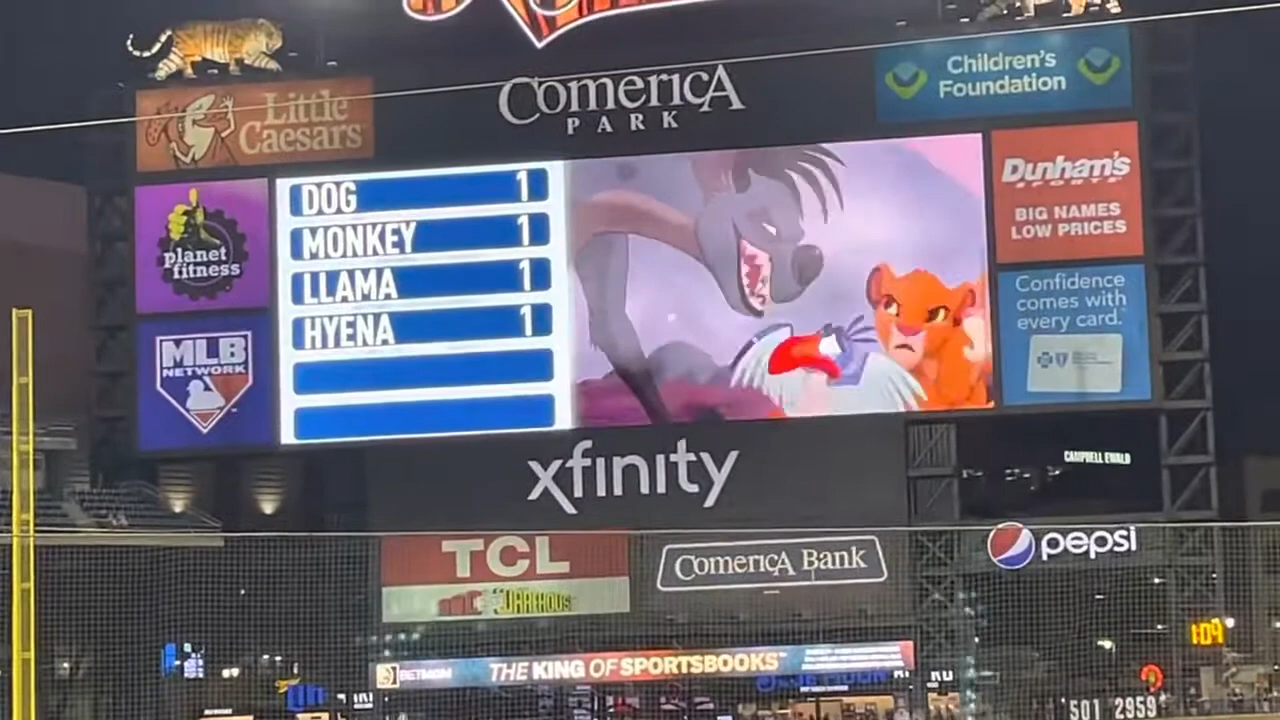 Little
Caesars
COMERICA
PARK
Children's
Foundation
planet
fitness
MLB
NETWORK
DOG 1
MONKEY 1
LLAMA 1
HYENA 1
DUNHAM'S
SPORTS
BIG NAMES
LOW PRICES
Confidence
comes with
every card.
xfinity
CAMPBELL EWALD
TCL
COMERICA BANK
pepsi
1:09
BETMGM THE KING OF SPORTSBOOKS
501 2959